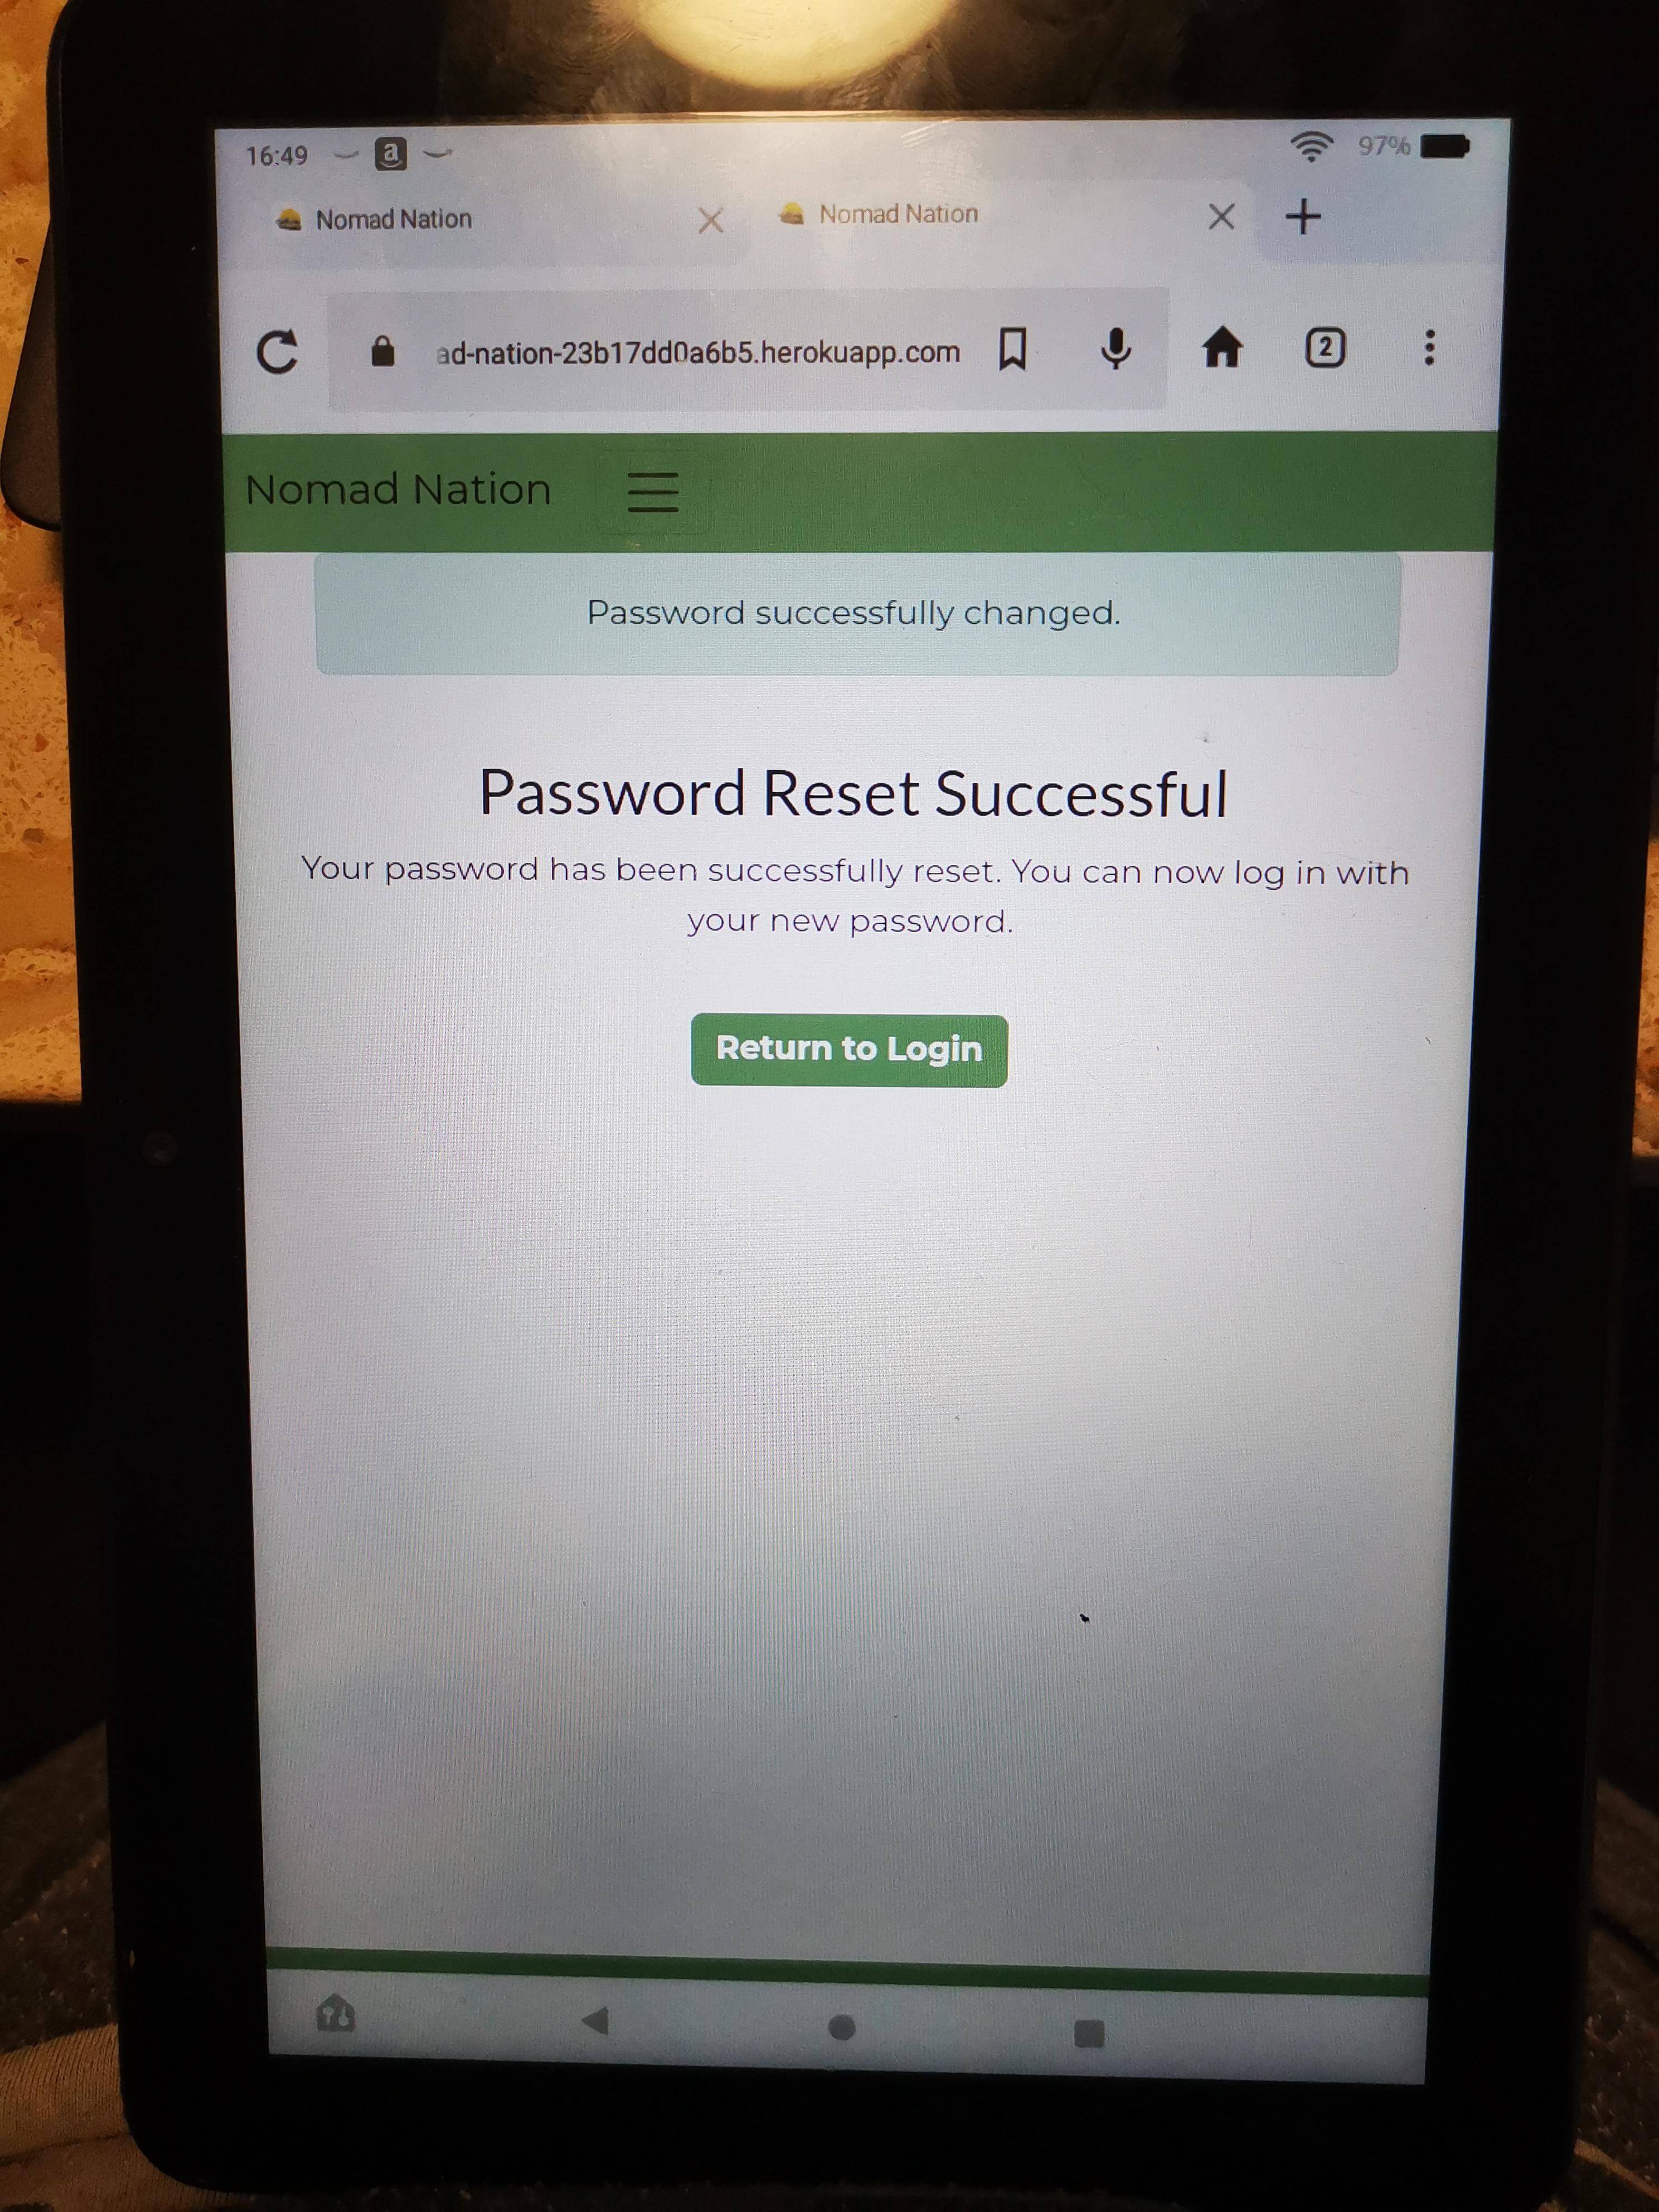 16:49 a 97%
Nomad Nation Nomad Nation
ad-nation-23b17dd0a6b5.herokuapp.com 2
Nomad Nation
Password successfully changed.
Password Reset Successful
Your password has been successfully reset. You can now log in with
your new password.
Return to Login